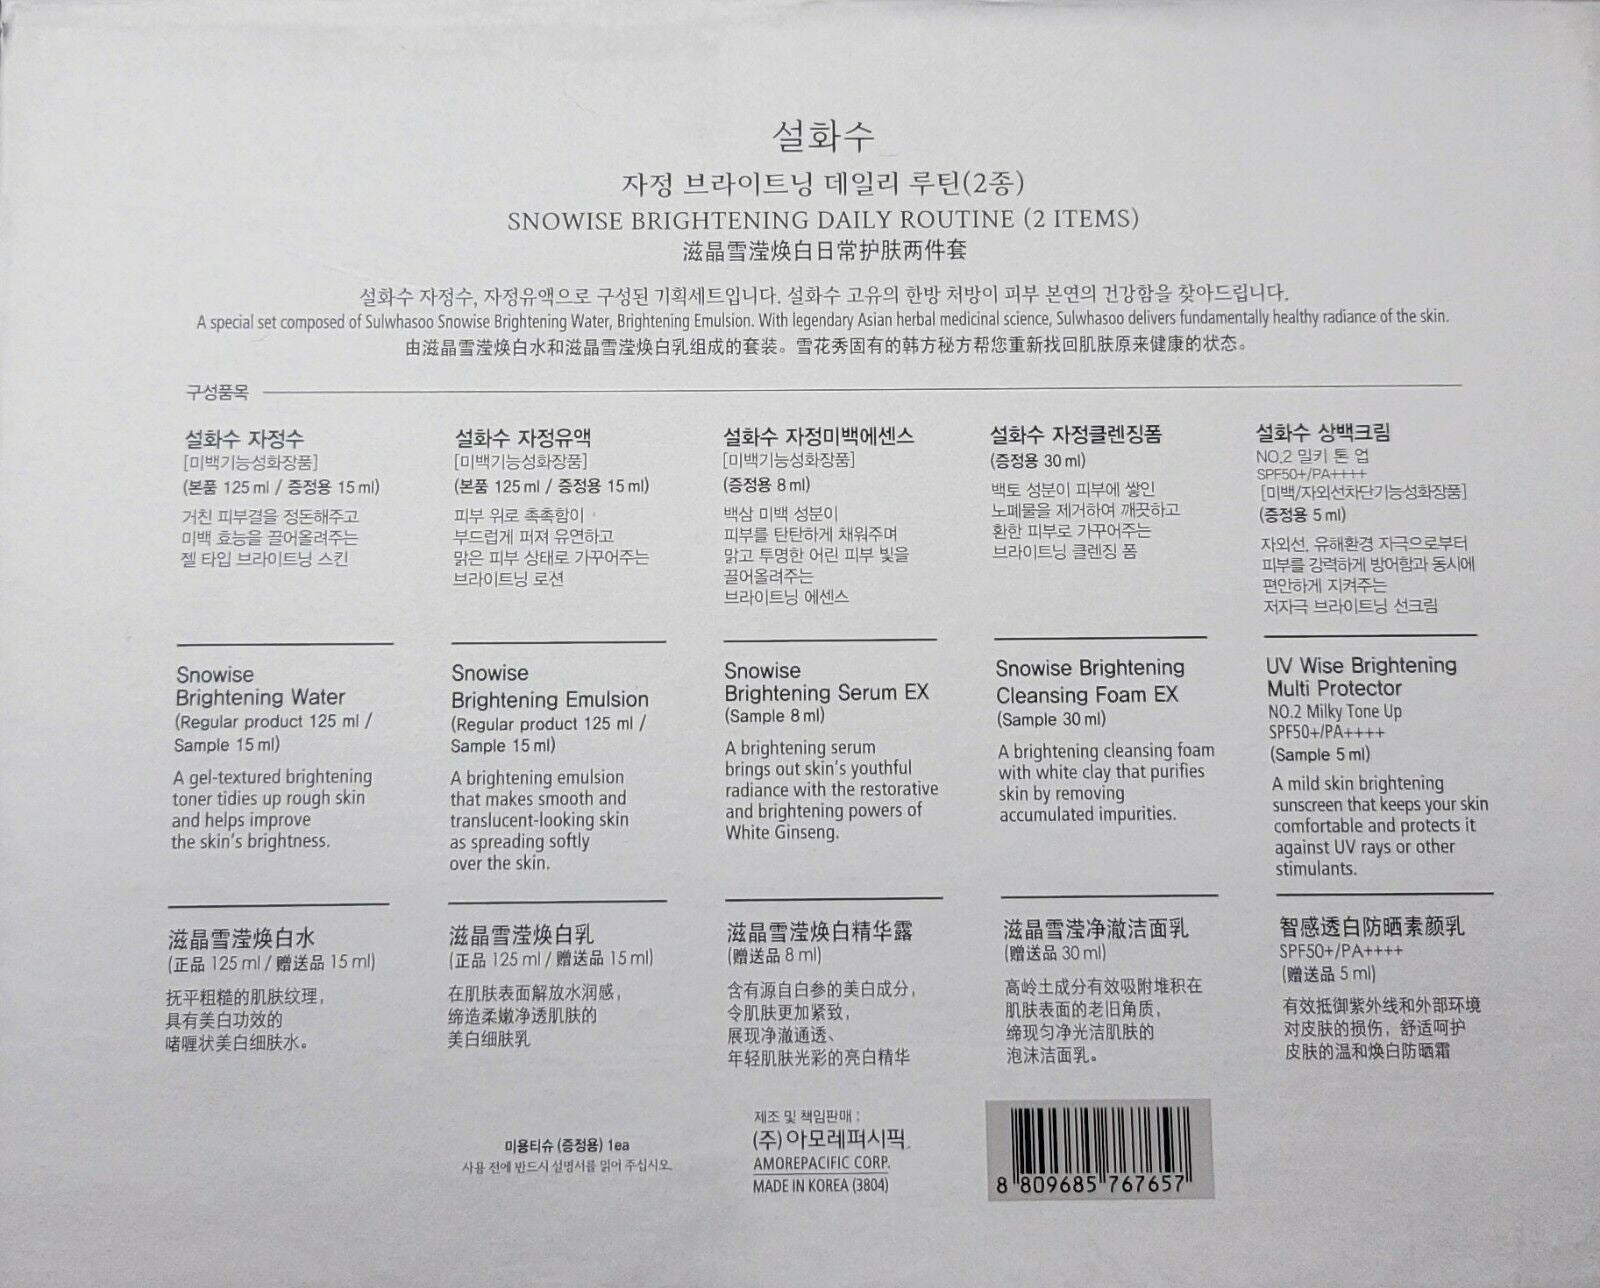 설화수
자정 브라이트닝 데일리 루틴(2종)
SNOWISE BRIGHTENING DAILY ROUTINE (2 ITEMS)
滋晶雪滢焕白日常护肤两件套
설화수 자정수, 자정유액으로 구성된 기획세트입니다. 설화수 고유의 한방 처방이 피부 본연의 건강함을 찾아드립니다.
A special set composed of Sulwhasoo Snowise Brightening Water, Brightening Emulsion. With legendary Asian herbal medicinal science, Sulwhasoo delivers fundamentally healthy radiance of the skin.
由滋晶雪滢焕白水和滋晶雪滢焕白乳组成的套装。雪花秀固有的韩方秘方帮您重新找回肌肤原来健康的状态。
구성품목
설화수 자정수
[미백기능성화장품]
(본품 125 ml / 증정용 15 ml)
거친 피부결을 정돈해주고
미백 효능을 끌어올려주는
젤 타입 브라이트닝 스킨
설화수 자정유액
[미백기능성화장품]
(본품 125 ml / 증정용 15 ml)
피부 위로 촉촉함이
부드럽게 퍼져 유연하고
맑은 피부 상태로 가꾸어주는
브라이트닝 로션
설화수 자정미백에센스
[미백기능성화장품]
(증정용 8 ml)
백삼 미백 성분이
피부를 탄탄하게 채워주며
맑고 투명한 어린 피부 빛을
끌어올려주는
브라이트닝 에센스
설화수 자정클렌징폼
(증정용 30 ml)
백토 성분이 피부에 쌓인
노폐물을 제거하여 깨끗하고
환한 피부로 가꾸어주는
브라이트닝 클렌징 폼
설화수 상백크림
NO.2 밀키 톤 업
SPF50+/PA++++
[미백/자외선차단기능성화장품]
(증정용 5 ml)
자외선, 유해환경 자극으로부터
피부를 강력하게 방어함과 동시에
편안하게 지켜주는
저자극 브라이트닝 선크림
Snowise
Brightening Water
(Regular product 125 ml /
Sample 15 ml)
A gel-textured brightening
toner tidies up rough skin
and helps improve
the skin's brightness.
Snowise
Brightening Emulsion
(Regular product 125 ml /
Sample 15 ml)
A brightening emulsion
that makes smooth and
translucent-looking skin
as spreading softly
over the skin.
Snowise
Brightening Serum EX
(Sample 8 ml)
A brightening serum
brings out skin's youthful
radiance with the restorative
and brightening powers of
White Ginseng.
Snowise Brightening
Cleansing Foam EX
(Sample 30 ml)
A brightening cleansing foam
with white clay that purifies
skin by removing
accumulated impurities.
UV Wise Brightening
Multi Protector
NO.2 Milky Tone Up
SPF50+/PA++++
(Sample 5 ml)
A mild skin brightening
sunscreen that keeps your skin
comfortable and protects it
against UV rays or other
stimulants.
滋晶雪滢焕白水
(正品 125 ml / 赠送品 15 ml)
抚平粗糙的肌肤纹理，
具有美白功效的
啫喱状美白细肤水。
滋晶雪滢焕白乳
(正品 125 ml / 赠送品 15 ml)
在肌肤表面解放水润感，
缔造柔嫩净透肌肤的
美白细肤乳
滋晶雪滢焕白精华露
(赠送品 8 ml)
含有源自白参的美白成分，
令肌肤更加紧致，
展现净澈通透、
年轻肌肤光彩的亮白精华
滋晶雪滢净澈洁面乳
(赠送品 30 ml)
高岭土成分有效吸附堆积在
肌肤表面的老旧角质，
缔现匀净光洁肌肤的
泡沫洁面乳。
智感透白防晒素颜乳
SPF50+/PA++++
(赠送品 5 ml)
有效抵御紫外线和外部环境
对皮肤的损伤，舒适呵护
皮肤的温和焕白防晒霜
미용티슈 (증정용) 1ea
사용 전에 반드시 설명서를 읽어 주십시오.
제조 및 책임판매 :
(주) 아모레퍼시픽
AMOREPACIFIC CORP.
MADE IN KOREA (3804)
8 809685 767657